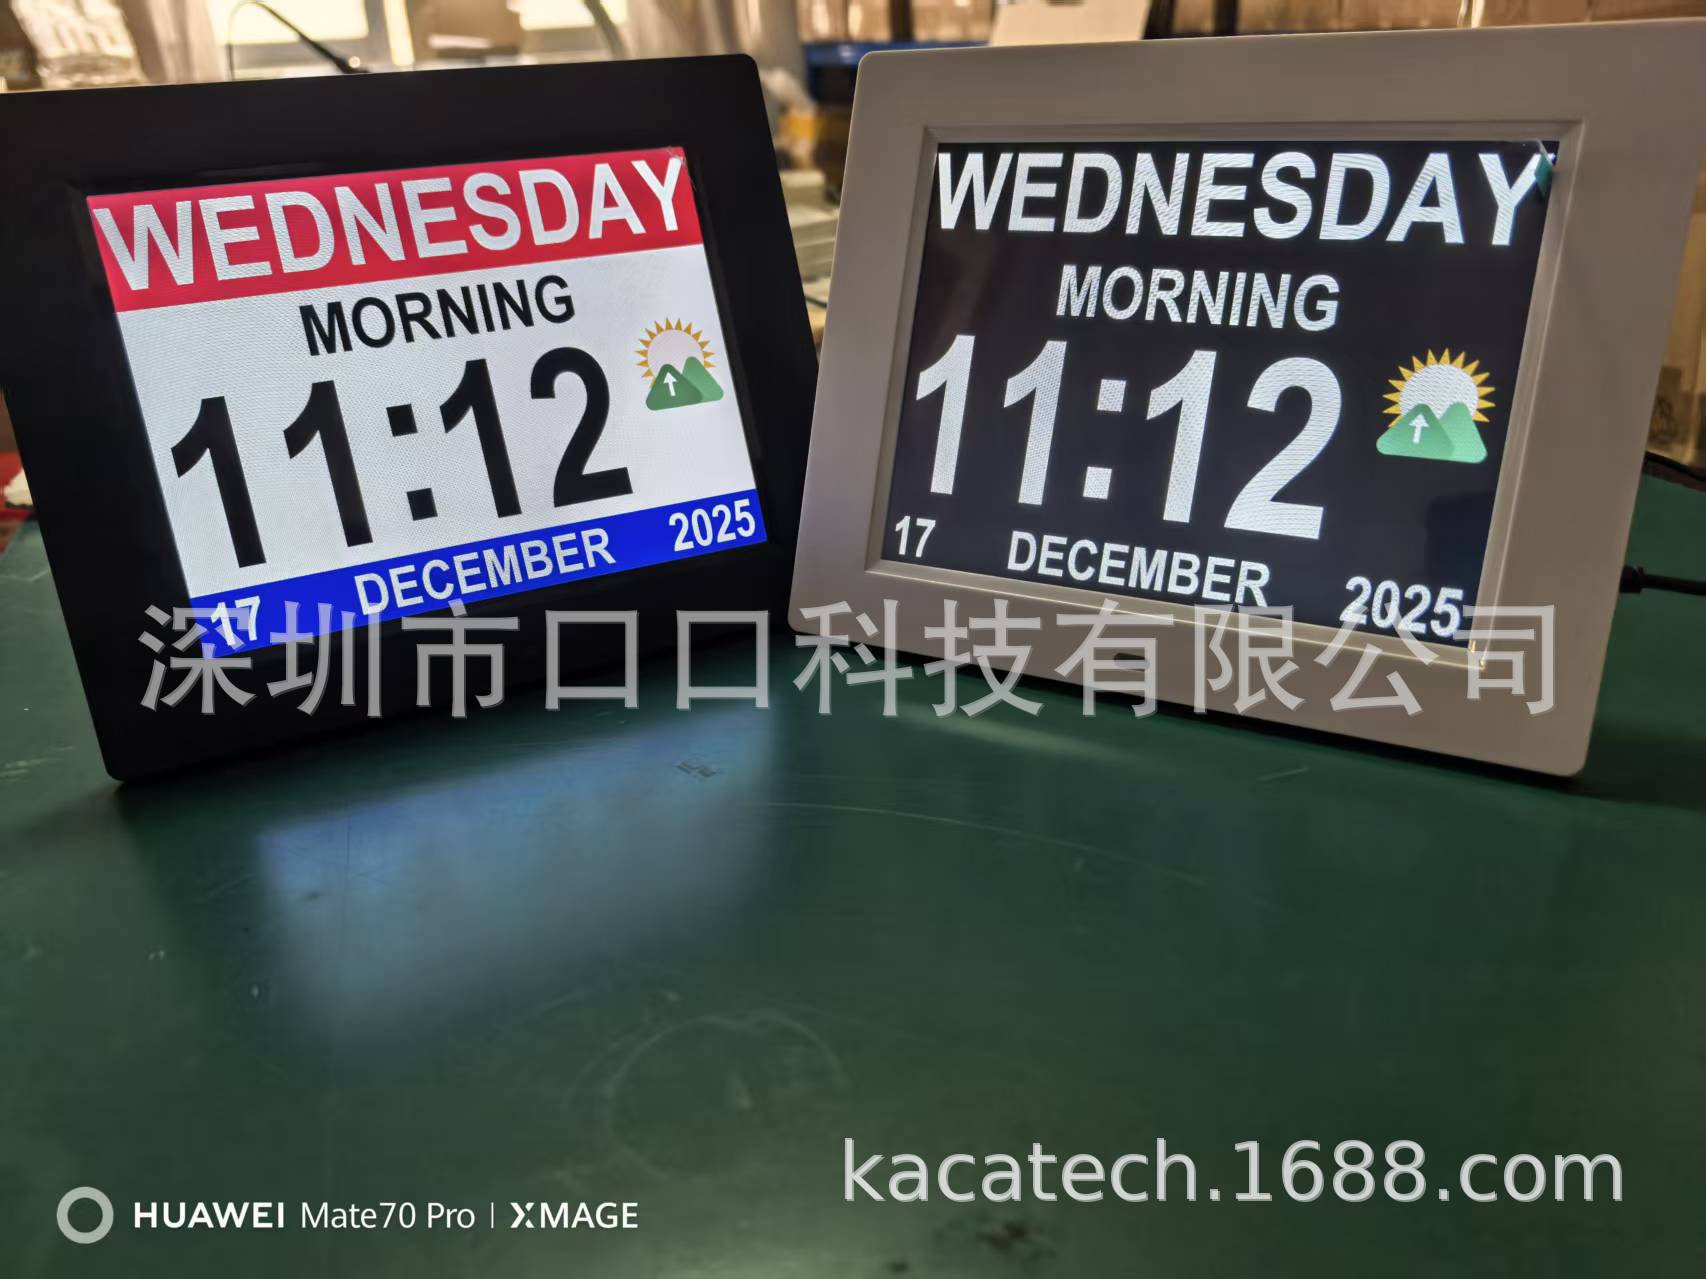 WEDNESDAY
MORNING
11:12
17 DECEMBER 2025
WEDNESDAY
MORNING
11:12
17 DECEMBER 2025
深圳市口口科技有限公司
kacatech.1688.com
HUAWEI Mate70 Pro | XMAGE